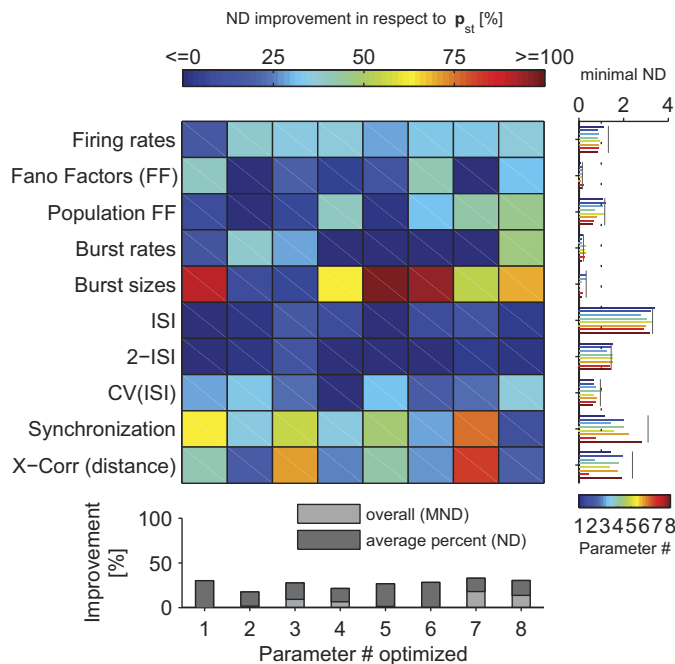 ND improvement in respect to p_st [%]
<=0 25 50 75 >=100
minimal ND
0 2 4
Firing rates
Fano Factors (FF)
Population FF
Burst rates
Burst sizes
ISI
2−ISI
CV(ISI)
Synchronization
X−Corr (distance)
12345678
Parameter #
Improvement
[%]
100
50
0
overall (MND)
average percent (ND)
1 2 3 4 5 6 7 8
Parameter # optimized